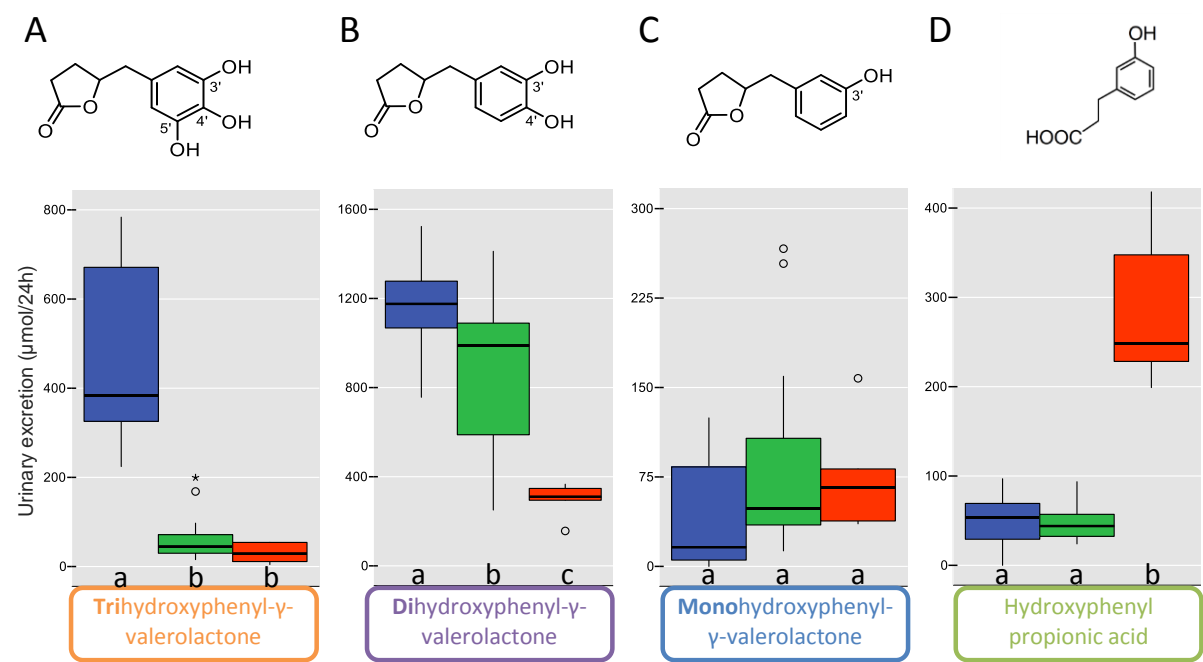 A
B
C
D
O
O
OH
OH
OH
3'
4'
5'
O
O
OH
OH
3'
4'
O
O
OH
3'
OH
HOOC
Urinary excretion (μmol/24h)
800
600
400
200
0
*
a
b
b
1600
1200
800
400
0
a
b
c
300
225
150
75
0
a
a
a
400
300
200
100
0
a
a
b
Trihydroxyphenyl-γ-
valerolactone
Dihydroxyphenyl-γ-
valerolactone
Monohydroxyphenyl-
γ-valerolactone
Hydroxyphenyl
propionic acid